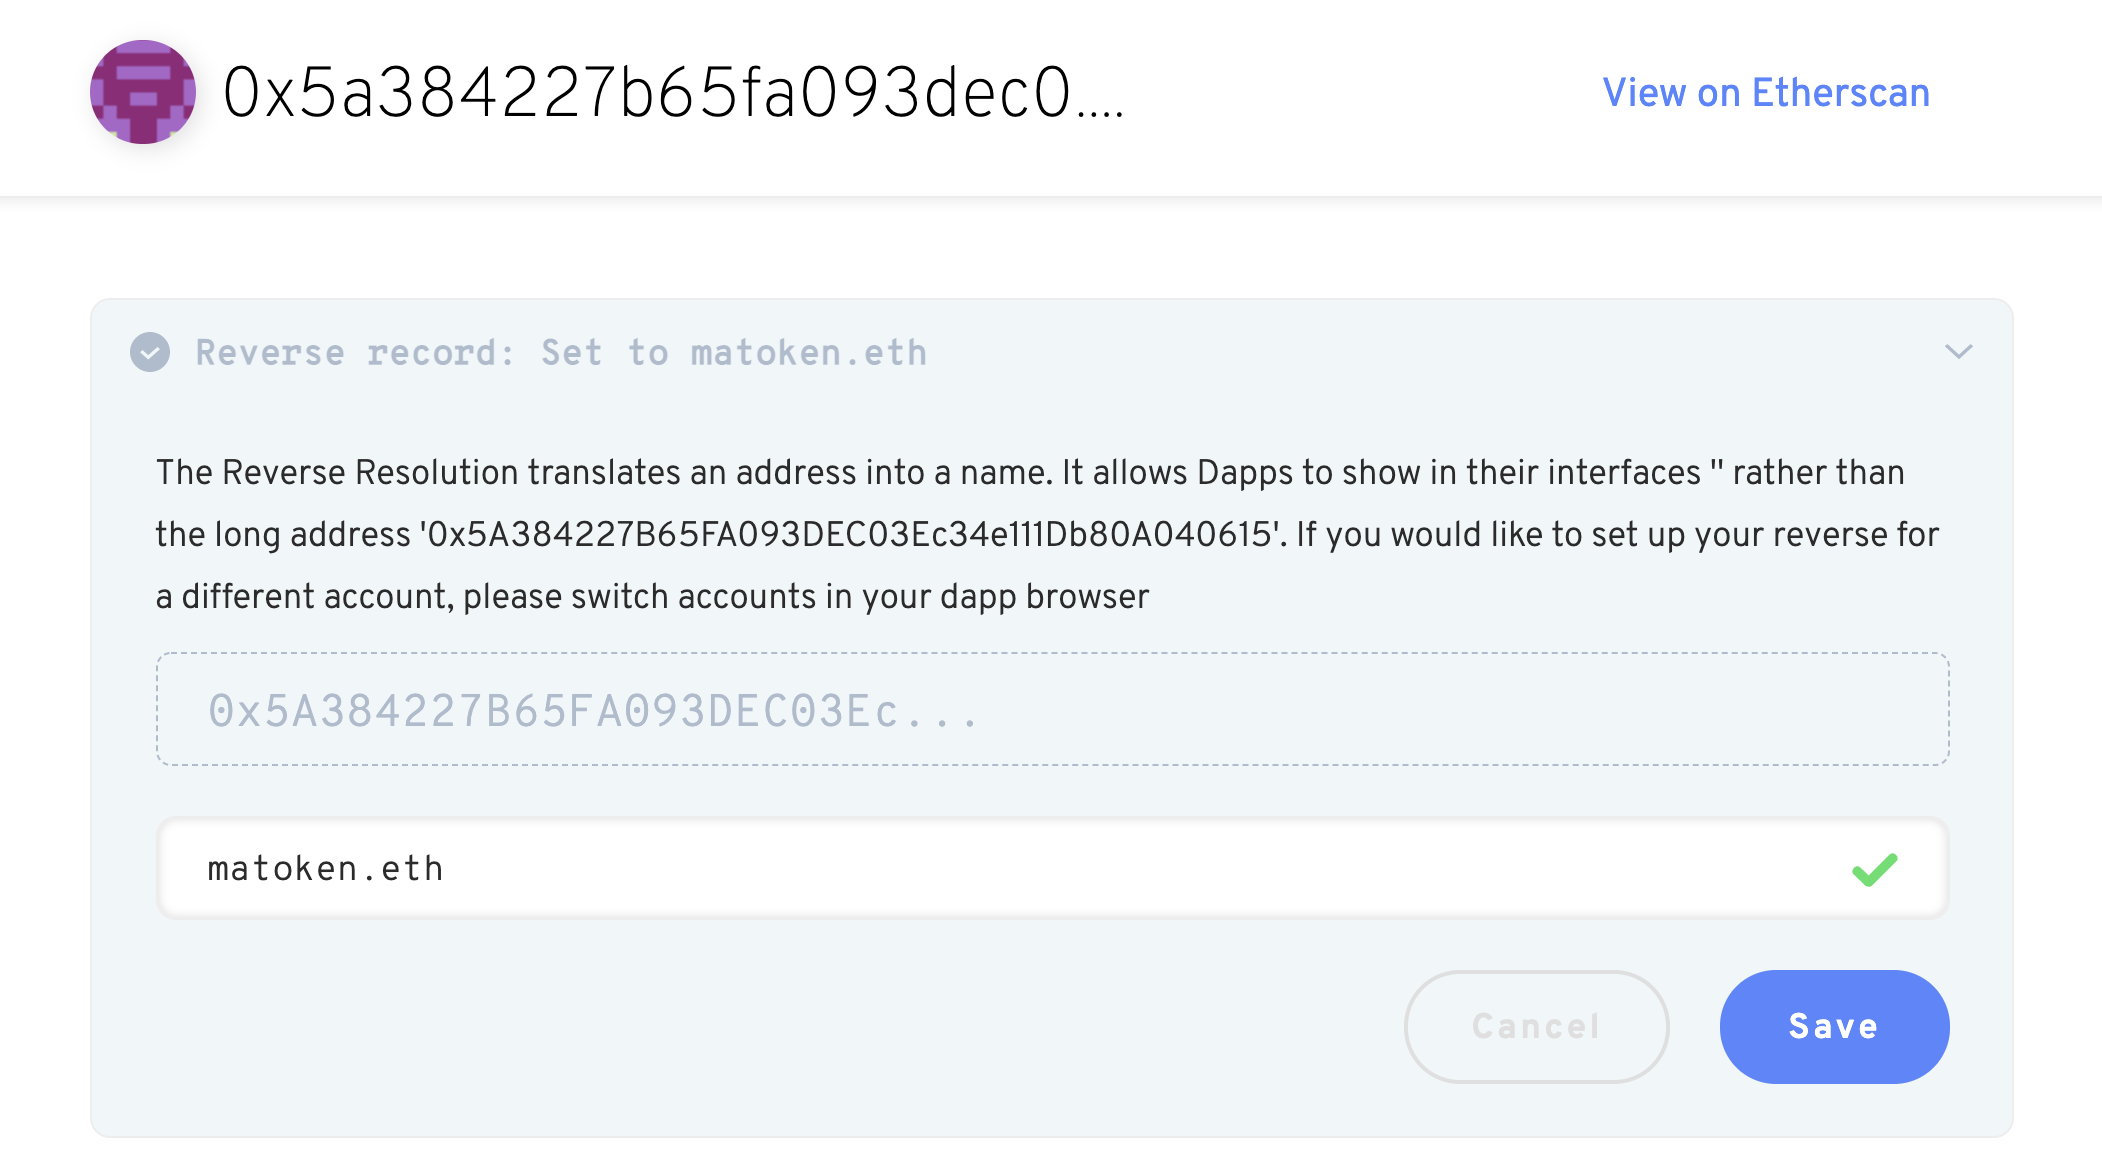 0x5a384227b65fa093dec0....
View on Etherscan
Reverse record: Set to matoken.eth
The Reverse Resolution translates an address into a name. It allows Dapps to show in their interfaces '' rather than
the long address '0x5A384227B65FA093DEC03Ec34e111Db80A040615'. If you would like to set up your reverse for
a different account, please switch accounts in your dapp browser
0x5A384227B65FA093DEC03Ec...
matoken.eth
Cancel
Save